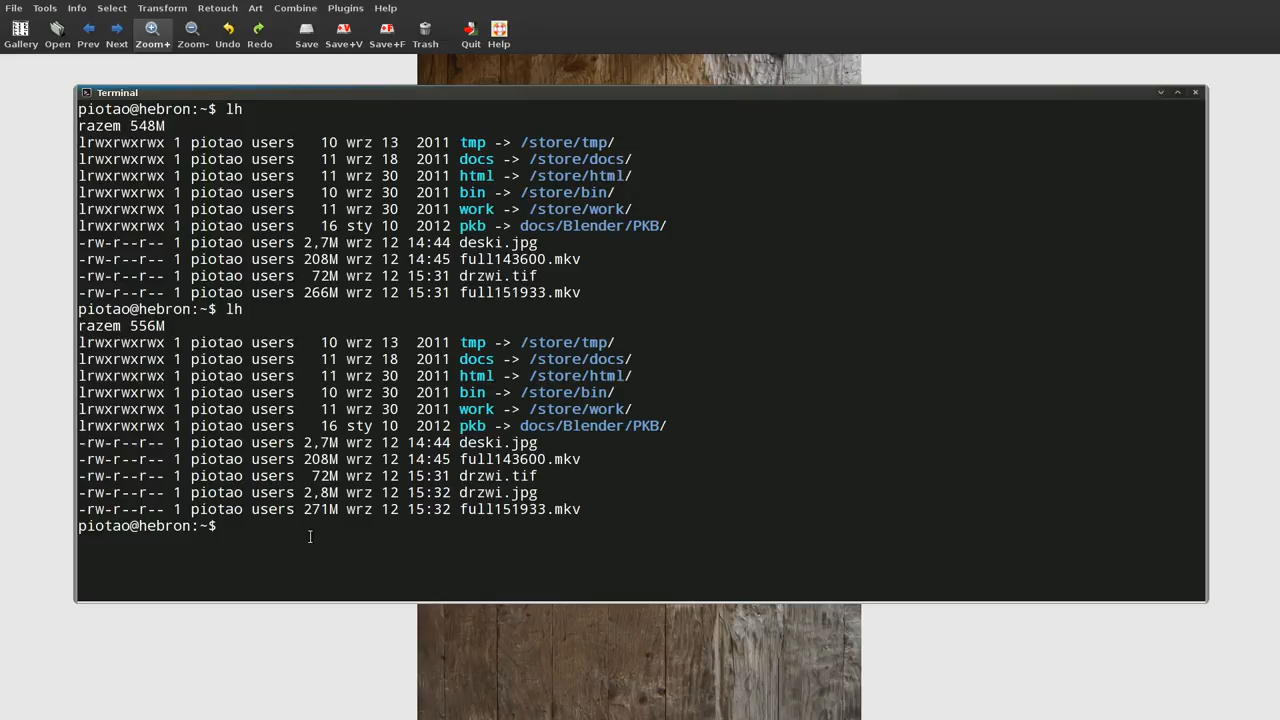 File Tools Info Select Transform Retouch Art Combine Plugins Help
Gallery Open Prev Next Zoom+ Zoom- Undo Redo Save Save+V Save+F Trash Quit Help
Terminal
piotao@hebron:~$ lh
razem 548M
lrwxrwxrwx 1 piotao users   10 wrz 13  2011 tmp -> /store/tmp/
lrwxrwxrwx 1 piotao users   11 wrz 18  2011 docs -> /store/docs/
lrwxrwxrwx 1 piotao users   11 wrz 30  2011 html -> /store/html/
lrwxrwxrwx 1 piotao users   10 wrz 30  2011 bin -> /store/bin/
lrwxrwxrwx 1 piotao users   11 wrz 30  2011 work -> /store/work/
lrwxrwxrwx 1 piotao users   16 sty 10  2012 pkb -> docs/Blender/PKB/
-rw-r--r-- 1 piotao users 2,7M wrz 12 14:44 deski.jpg
-rw-r--r-- 1 piotao users 208M wrz 12 14:45 full143600.mkv
-rw-r--r-- 1 piotao users  72M wrz 12 15:31 drzwi.tif
-rw-r--r-- 1 piotao users 266M wrz 12 15:31 full151933.mkv
piotao@hebron:~$ lh
razem 556M
lrwxrwxrwx 1 piotao users   10 wrz 13  2011 tmp -> /store/tmp/
lrwxrwxrwx 1 piotao users   11 wrz 18  2011 docs -> /store/docs/
lrwxrwxrwx 1 piotao users   11 wrz 30  2011 html -> /store/html/
lrwxrwxrwx 1 piotao users   10 wrz 30  2011 bin -> /store/bin/
lrwxrwxrwx 1 piotao users   11 wrz 30  2011 work -> /store/work/
lrwxrwxrwx 1 piotao users   16 sty 10  2012 pkb -> docs/Blender/PKB/
-rw-r--r-- 1 piotao users 2,7M wrz 12 14:44 deski.jpg
-rw-r--r-- 1 piotao users 208M wrz 12 14:45 full143600.mkv
-rw-r--r-- 1 piotao users  72M wrz 12 15:31 drzwi.tif
-rw-r--r-- 1 piotao users 2,8M wrz 12 15:32 drzwi.jpg
-rw-r--r-- 1 piotao users 271M wrz 12 15:32 full151933.mkv
piotao@hebron:~$